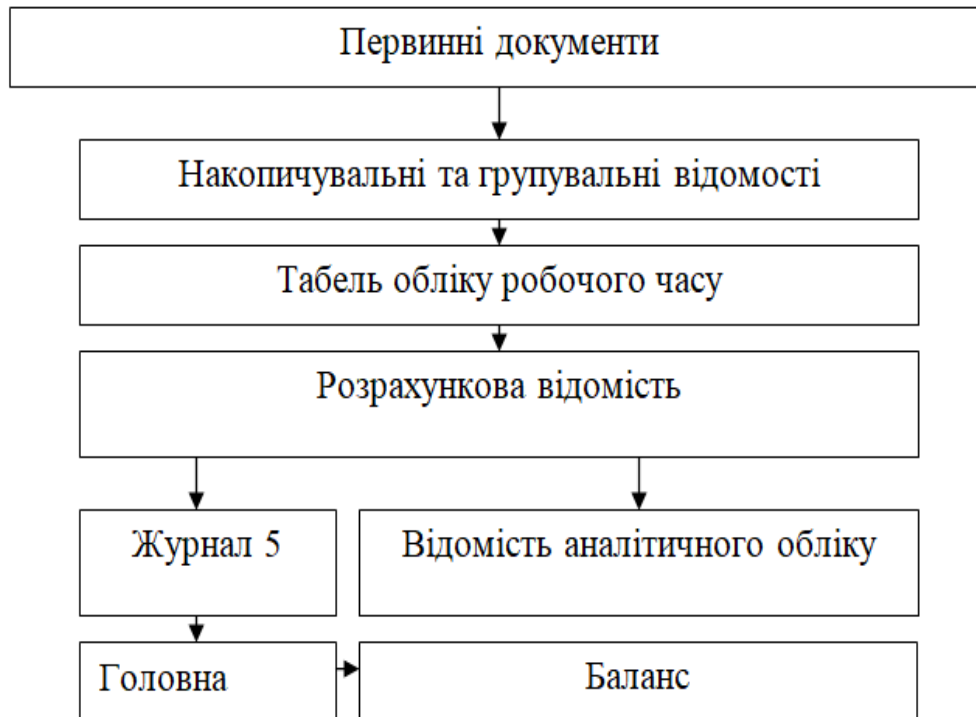 Первинні документи
Накопичувальні та групувальні відомості
Табель обліку робочого часу
Розрахункова відомість
Журнал 5
Відомість аналітичного обліку
Головна
Баланс